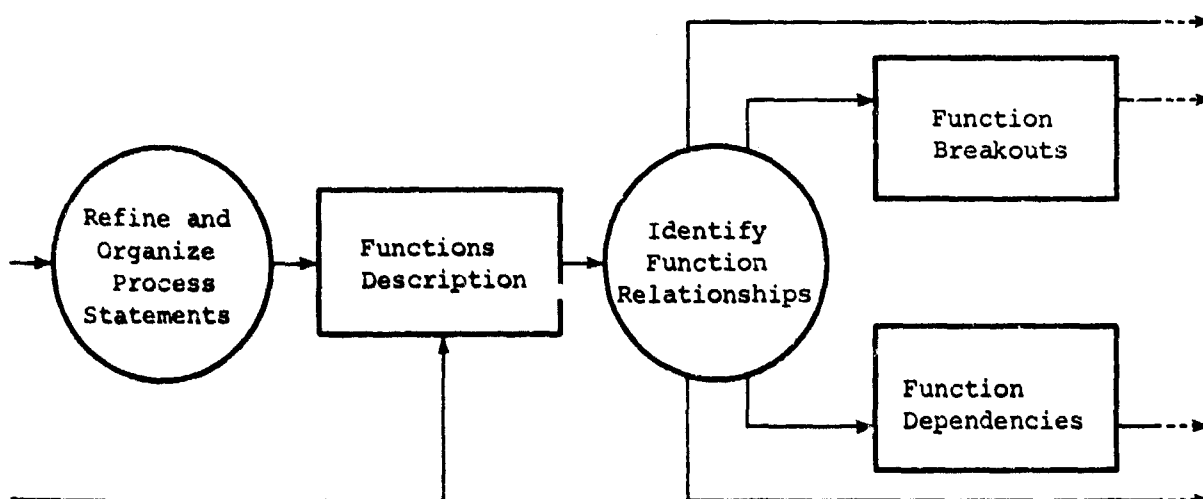 Refine and
Organize
Process
Statements
Functions
Description
Identify
Function
Relationships
Function
Breakouts
Function
Dependencies